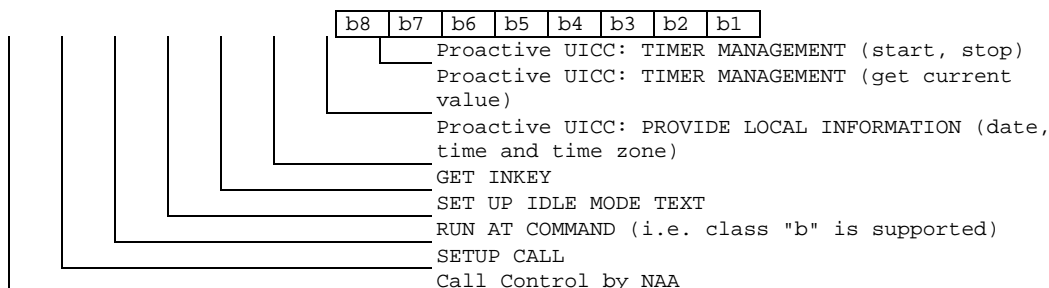 b8 b7 b6 b5 b4 b3 b2 b1
Proactive UICC: TIMER MANAGEMENT (start, stop)
Proactive UICC: TIMER MANAGEMENT (get current
value)
Proactive UICC: PROVIDE LOCAL INFORMATION (date,
time and time zone)
GET INKEY
SET UP IDLE MODE TEXT
RUN AT COMMAND (i.e. class "b" is supported)
SETUP CALL
Call Control by NAA